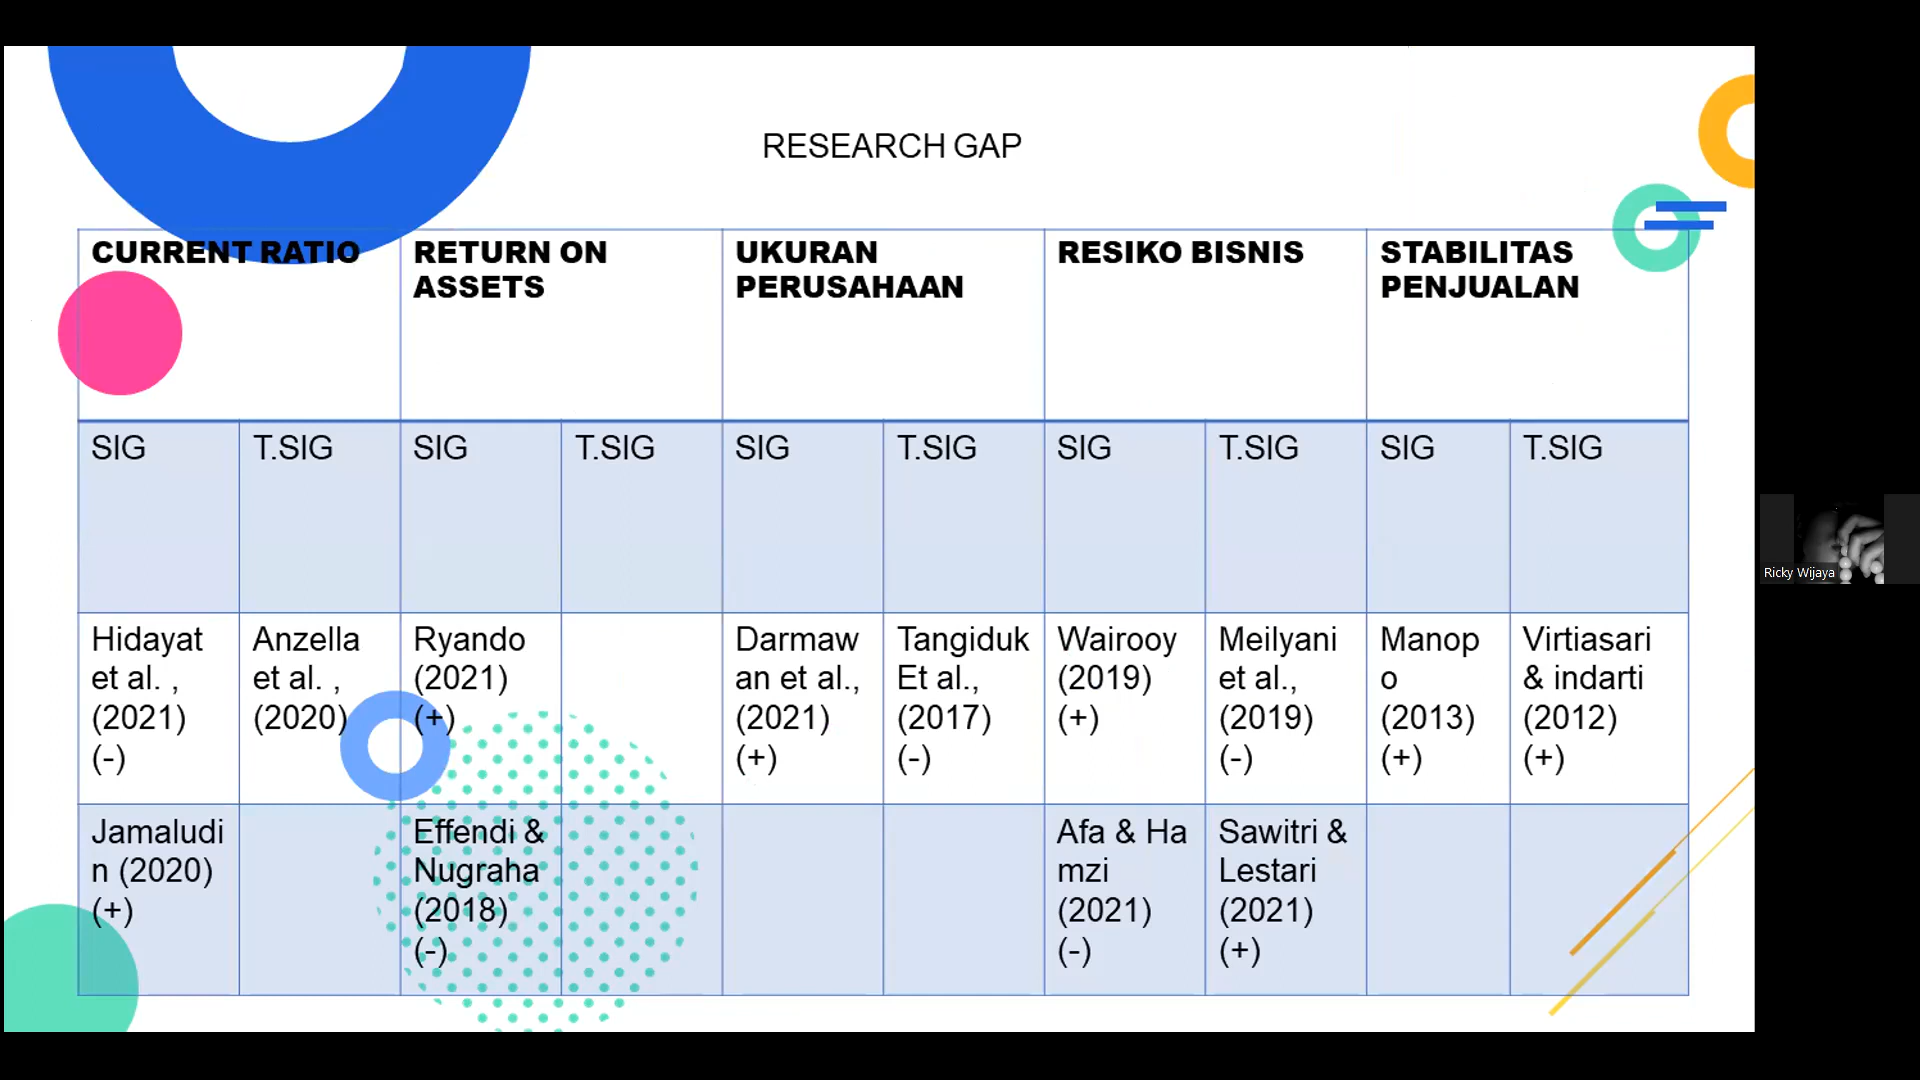 RESEARCH GAP
CURRENT RATIO
RETURN ON
ASSETS
UKURAN
PERUSAHAAN
RESIKO BISNIS
STABILITAS
PENJUALAN
SIG
T.SIG
SIG
T.SIG
SIG
T.SIG
SIG
T.SIG
SIG
T.SIG
Hidayat
et al. ,
(2021)
(-)
Anzella
et al. ,
(2020)
Ryando
(2021)
(+)
Darmaw
an et al.,
(2021)
(+)
Tangiduk
Et al.,
(2017)
(-)
Wairooy
(2019)
(+)
Meilyani
et al.,
(2019)
(-)
Manop
o
(2013)
(+)
Virtiasari
& indarti
(2012)
(+)
Jamaludi
n (2020)
(+)
Effendi &
Nugraha
(2018)
(-)
Afa & Ha
mzi
(2021)
(-)
Sawitri &
Lestari
(2021)
(+)
Ricky Wijaya